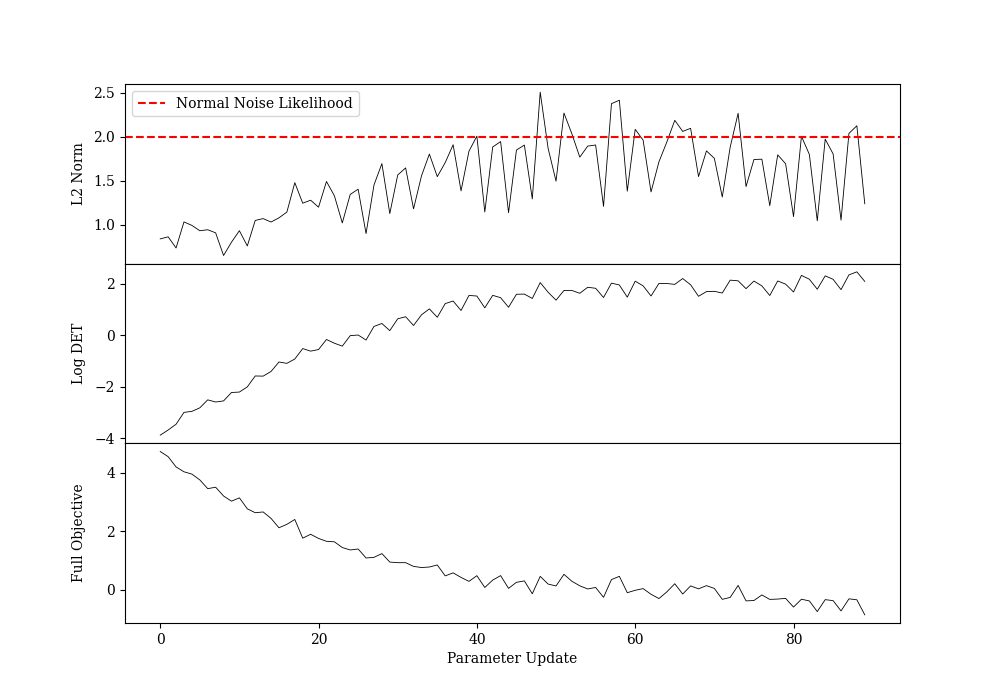 2.5
2.0
1.5
1.0
L2 Norm
Normal Noise Likelihood
2
0
−2
−4
Log DET
4
2
0
Full Objective
0 20 40 60 80
Parameter Update